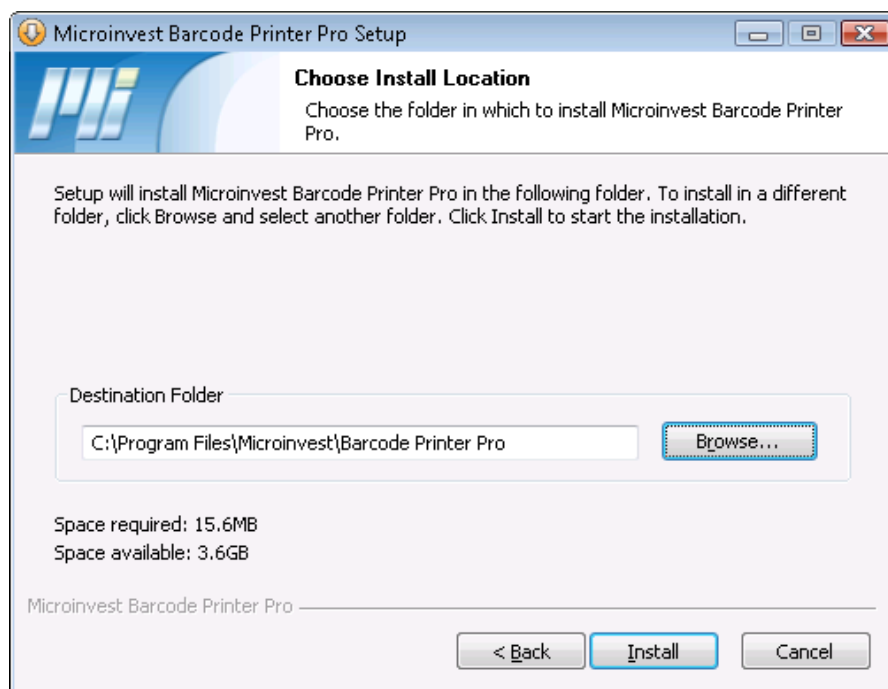 Microinvest Barcode Printer Pro Setup
Choose Install Location
Choose the folder in which to install Microinvest Barcode Printer
Pro.
Setup will install Microinvest Barcode Printer Pro in the following folder. To install in a different
folder, click Browse and select another folder. Click Install to start the installation.
Destination Folder
C:\Program Files\Microinvest\Barcode Printer Pro
Browse...
Space required: 15.6MB
Space available: 3.6GB
Microinvest Barcode Printer Pro
< Back
Install
Cancel